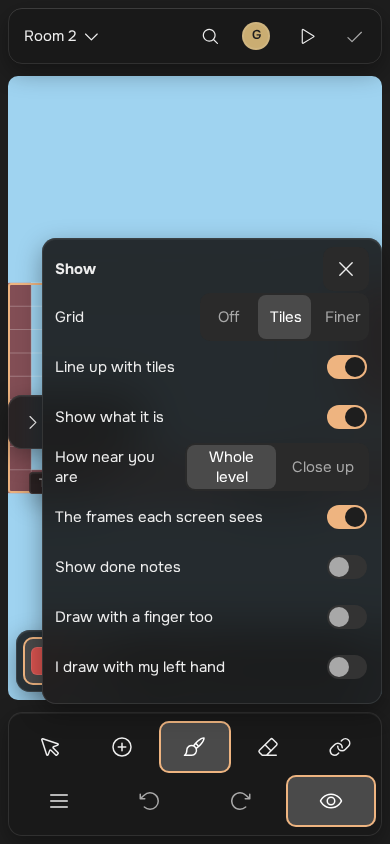 Room 2
G
Show
Grid
Off
Tiles
Finer
Line up with tiles
Show what it is
How near you
are
Whole
level
Close up
The frames each screen sees
Show done notes
Draw with a finger too
I draw with my left hand